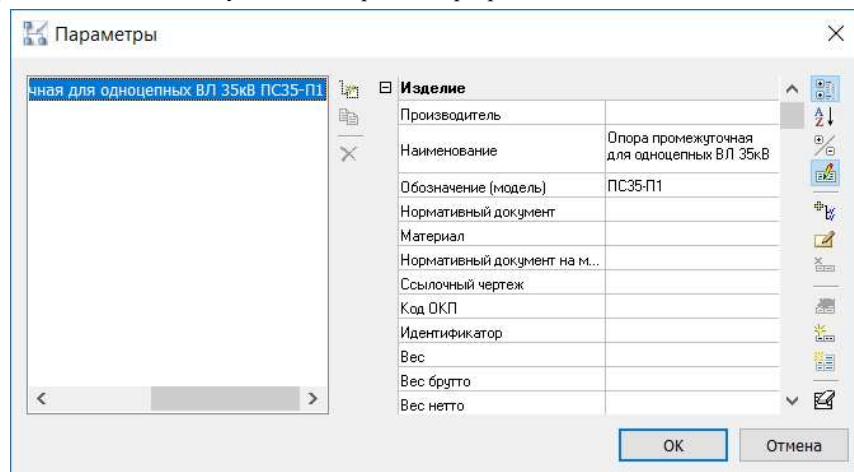 Параметры
чная для одноцепных ВЛ 35кВ ПС35-П1
Изделие
Производитель
Наименование
Опора промежуточная
для одноцепных ВЛ 35кВ
Обозначение (модель)
ПС35-П1
Нормативный документ
Материал
Нормативный документ на м...
Ссылочный чертеж
Код ОКП
Идентификатор
Вес
Вес брутто
Вес нетто
OK
Отмена